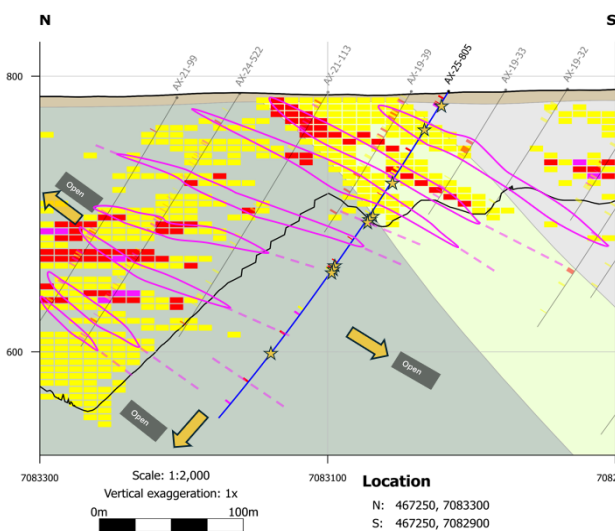 N
S
AX-21-99
AX-24-522
AX-21-113
AX-19-39
AX-25-805
AX-19-33
AX-19-32
800
600
Open
Open
Open
7083300
7083100
7082
Scale: 1:2,000
Vertical exaggeration: 1x
0m
100m
Location
N: 467250, 7083300
S: 467250, 7082900